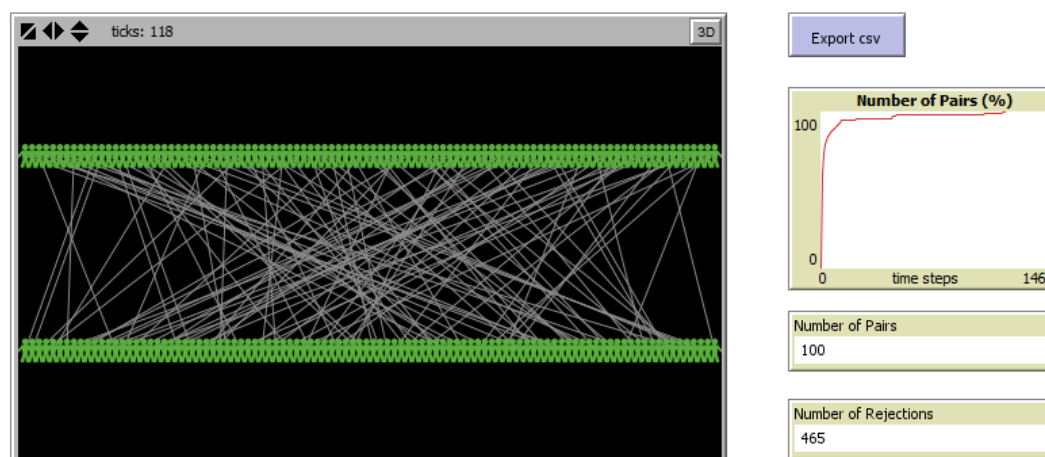 ticks: 118
3D
Export csv
Number of Pairs (%)
100
0
0 time steps 146
Number of Pairs
100
Number of Rejections
465